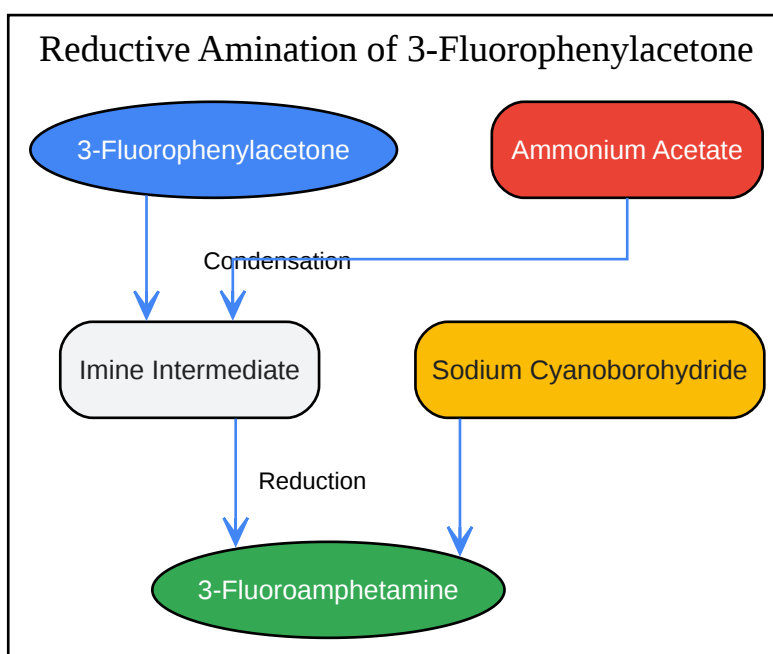 Reductive Amination of 3-Fluorophenylacetone
3-Fluorophenylacetone
Ammonium Acetate
Condensation
Imine Intermediate
Sodium Cyanoborohydride
Reduction
3-Fluoroamphetamine